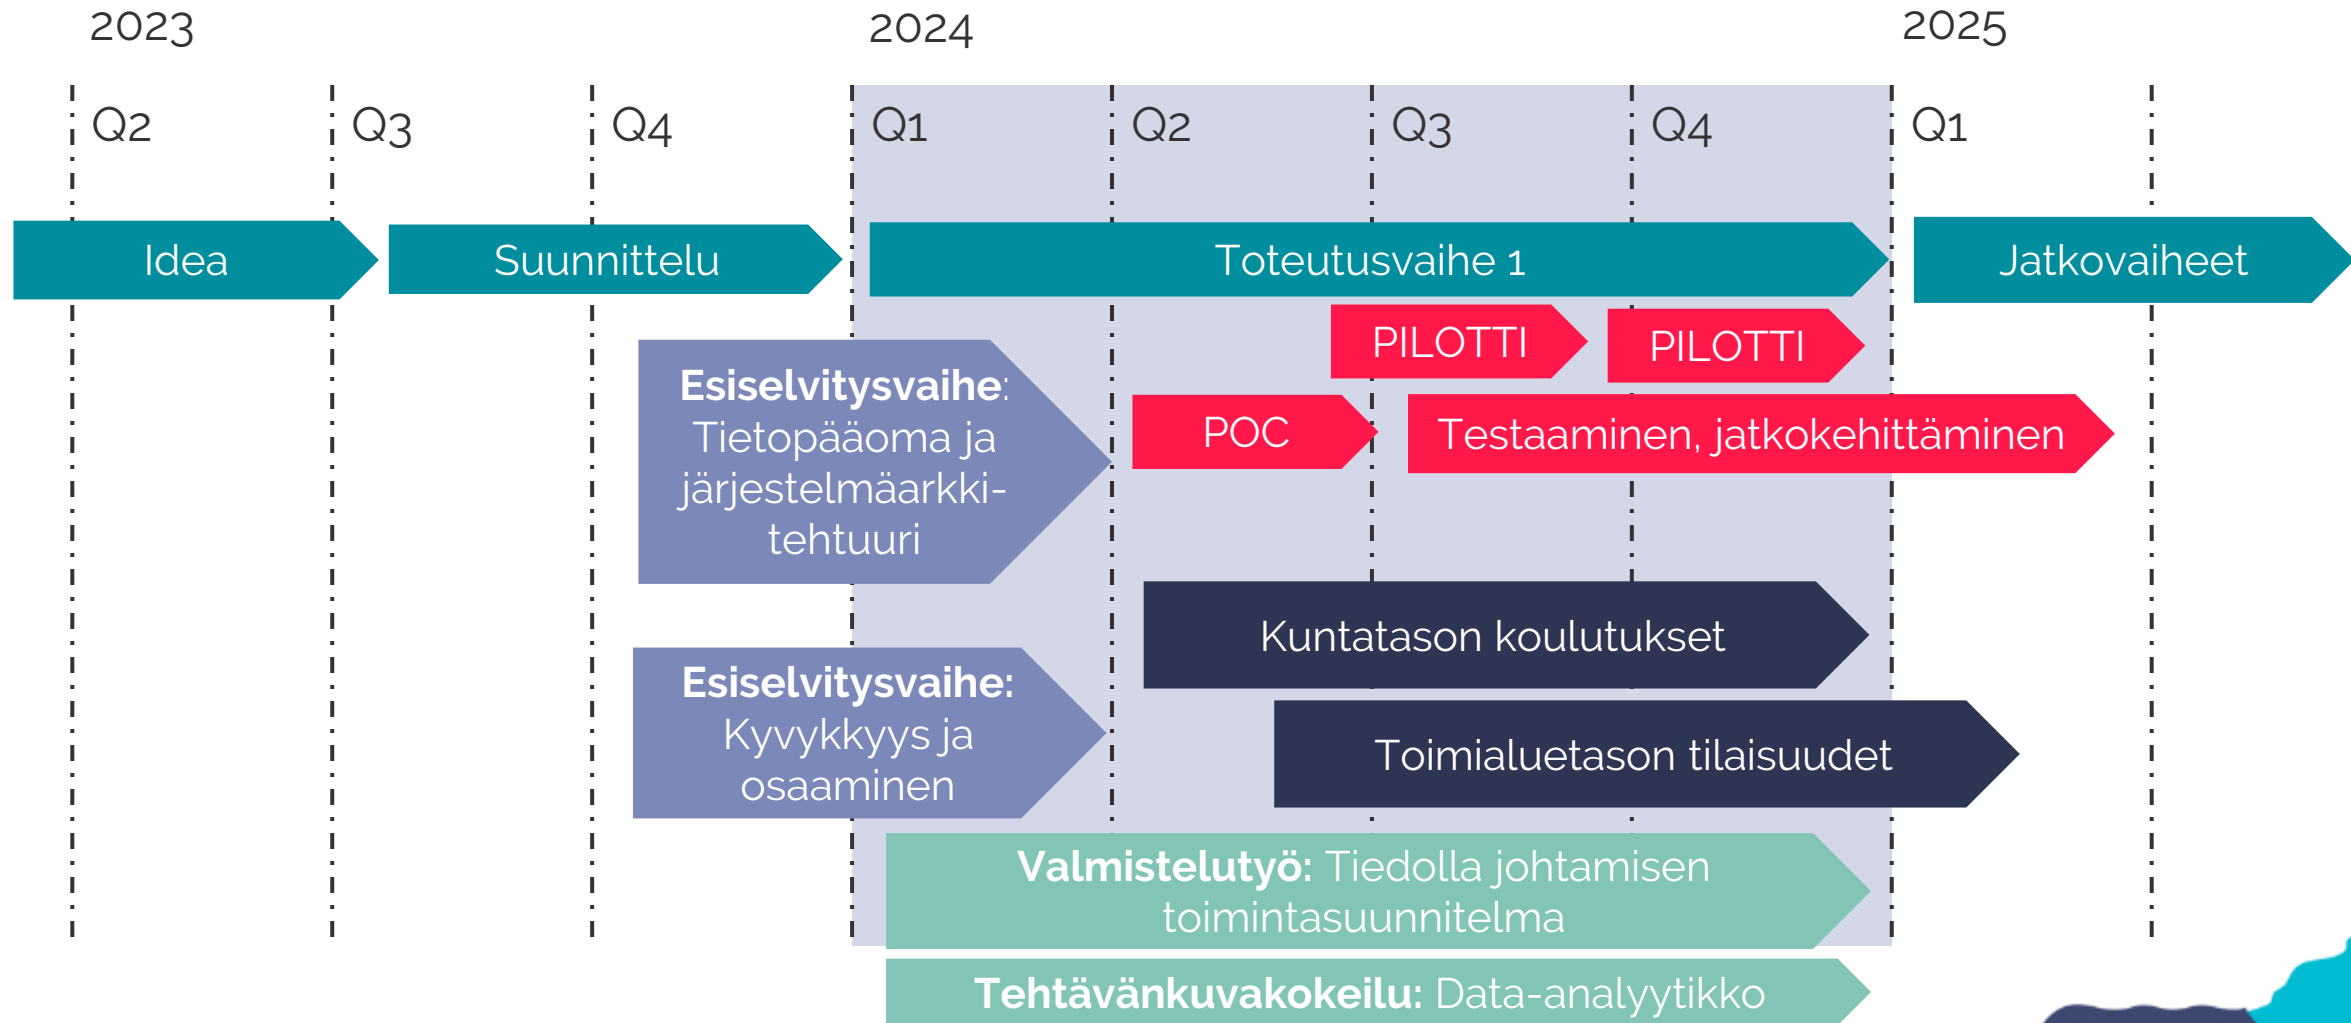 2023
2024
2025
Q2
Q3
Q4
Q1
Q2
Q3
Q4
Q1
Idea
Suunnittelu
Toteutusvaihe 1
Jatkovaiheet
PILOTTI
PILOTTI
Esiselvitysvaihe:
Tietopääoma ja
järjestelmäarkki-
tehtuuri
POC
Testaaminen, jatkokehittäminen
Kuntatason koulutukset
Esiselvitysvaihe:
Kyvykkyys ja
osaaminen
Toimialuetason tilaisuudet
Valmistelutyö: Tiedolla johtamisen
toimintasuunnitelma
Tehtävänkuvakokeilu: Data-analyytikko